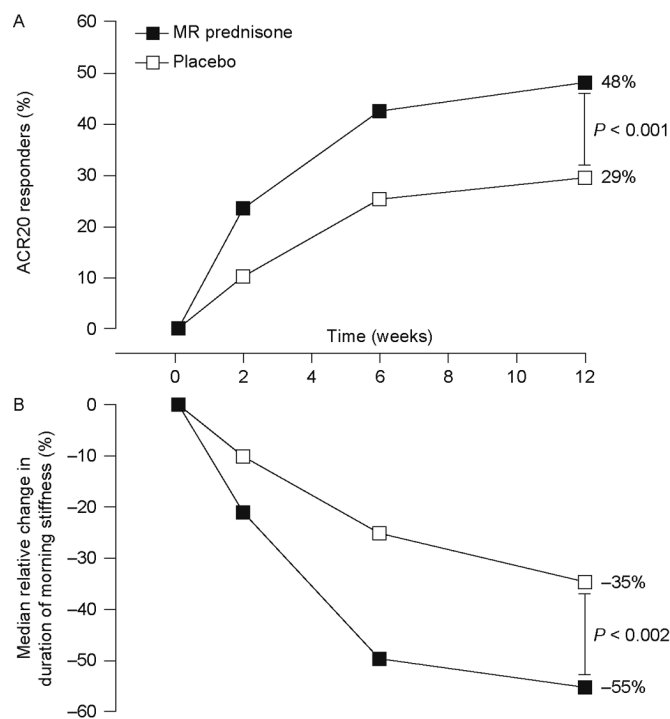 A
60
50
40
30
20
10
0
ACR20 responders (%)
MR prednisone
Placebo
48%
P < 0.001
29%
Time (weeks)
0 2 4 6 8 10 12
B
0
–10
–20
–30
–40
–50
–60
Median relative change in
duration of morning stiffness (%)
–35%
P < 0.002
–55%